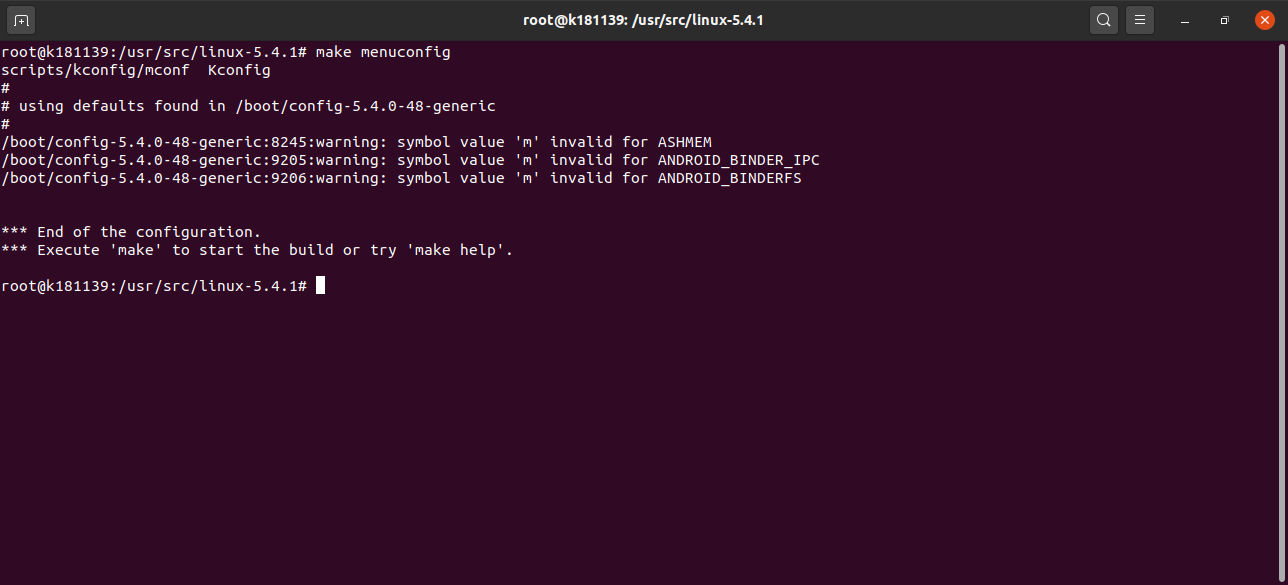 root@k181139: /usr/src/linux-5.4.1
root@k181139:/usr/src/linux-5.4.1# make menuconfig
scripts/kconfig/mconf  Kconfig
#
# using defaults found in /boot/config-5.4.0-48-generic
#
/boot/config-5.4.0-48-generic:8245:warning: symbol value 'm' invalid for ASHMEM
/boot/config-5.4.0-48-generic:9205:warning: symbol value 'm' invalid for ANDROID_BINDER_IPC
/boot/config-5.4.0-48-generic:9206:warning: symbol value 'm' invalid for ANDROID_BINDERFS
*** End of the configuration.
*** Execute 'make' to start the build or try 'make help'.
root@k181139:/usr/src/linux-5.4.1#